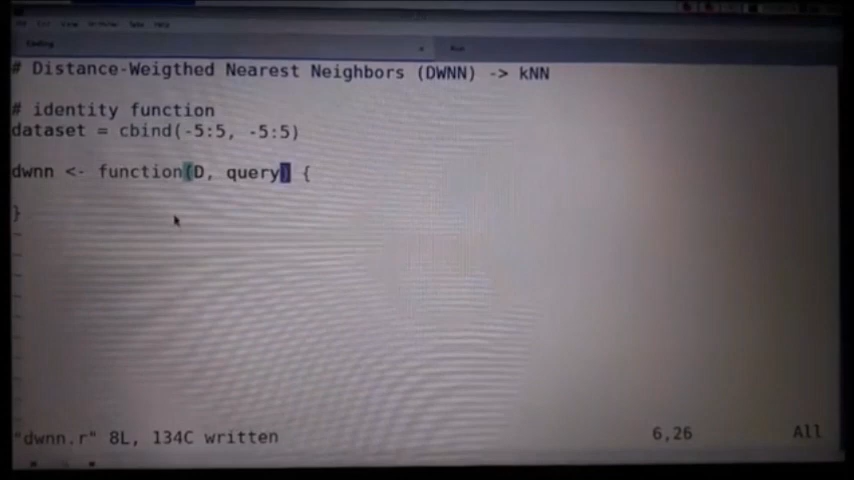 # Distance-Weigthed Nearest Neighbors (DWNN) -> kNN
# identity function
dataset = cbind(-5:5, -5:5)
dwnn <- function(D, query) {
}
~
"dwnn.r" 8L, 134C written
6,26
All